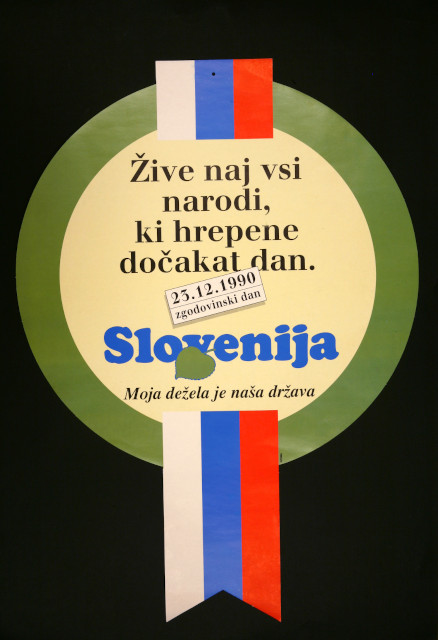 Žive naj vsi
narodi,
ki hrepene
dočakat dan.
23.12.1990
zgodovinski dan
Slovenija
Moja dežela je naša država